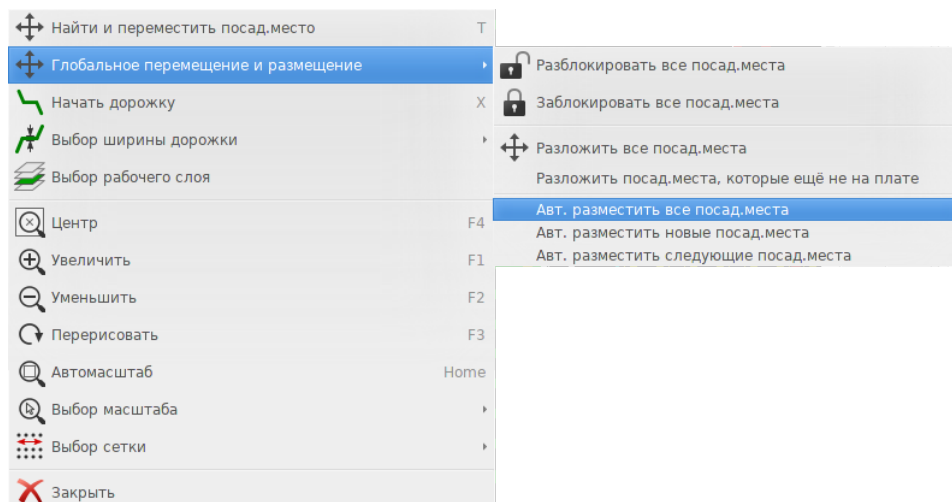 Найти и переместить посад.место T
Глобальное перемещение и размещение
Начать дорожку X
Выбор ширины дорожки
Выбор рабочего слоя
Центр F4
Увеличить F1
Уменьшить F2
Перерисовать F3
Автомасштаб Home
Выбор масштаба
Выбор сетки
Закрыть
Разблокировать все посад.места
Заблокировать все посад.места
Разложить все посад.места
Разложить посад.места, которые ещё не на плате
Авт. разместить все посад.места
Авт. разместить новые посад.места
Авт. разместить следующие посад.места